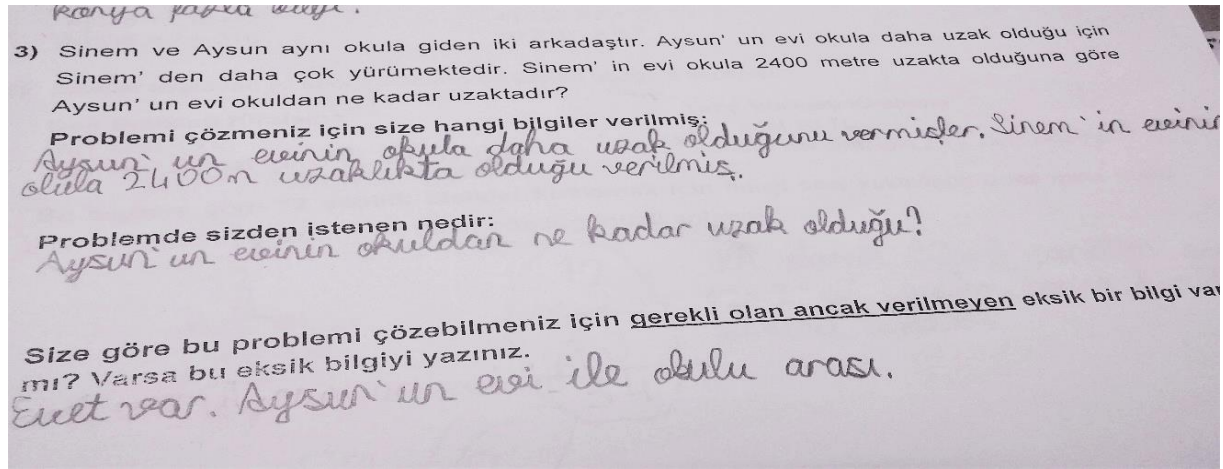 Konya fazla bilgi.
3) Sinem ve Aysun aynı okula giden iki arkadaştır. Aysun' un evi okula daha uzak olduğu için
Sinem' den daha çok yürümektedir. Sinem' in evi okula 2400 metre uzakta olduğuna göre
Aysun' un evi okuldan ne kadar uzaktadır?
Problemi çözmeniz için size hangi bilgiler verilmiş:
Aysun' un evinin okula daha uzak olduğunu vermişler. Sinem' in evinin
okula 2400m uzaklıkta olduğu verilmiş.
Problemde sizden istenen nedir:
Aysun' un evinin okuldan ne kadar uzak olduğu?
Size göre bu problemi çözebilmeniz için gerekli olan ancak verilmeyen eksik bir bilgi var
mı? Varsa bu eksik bilgiyi yazınız.
Evet var. Aysun' un evi ile okulu arası.